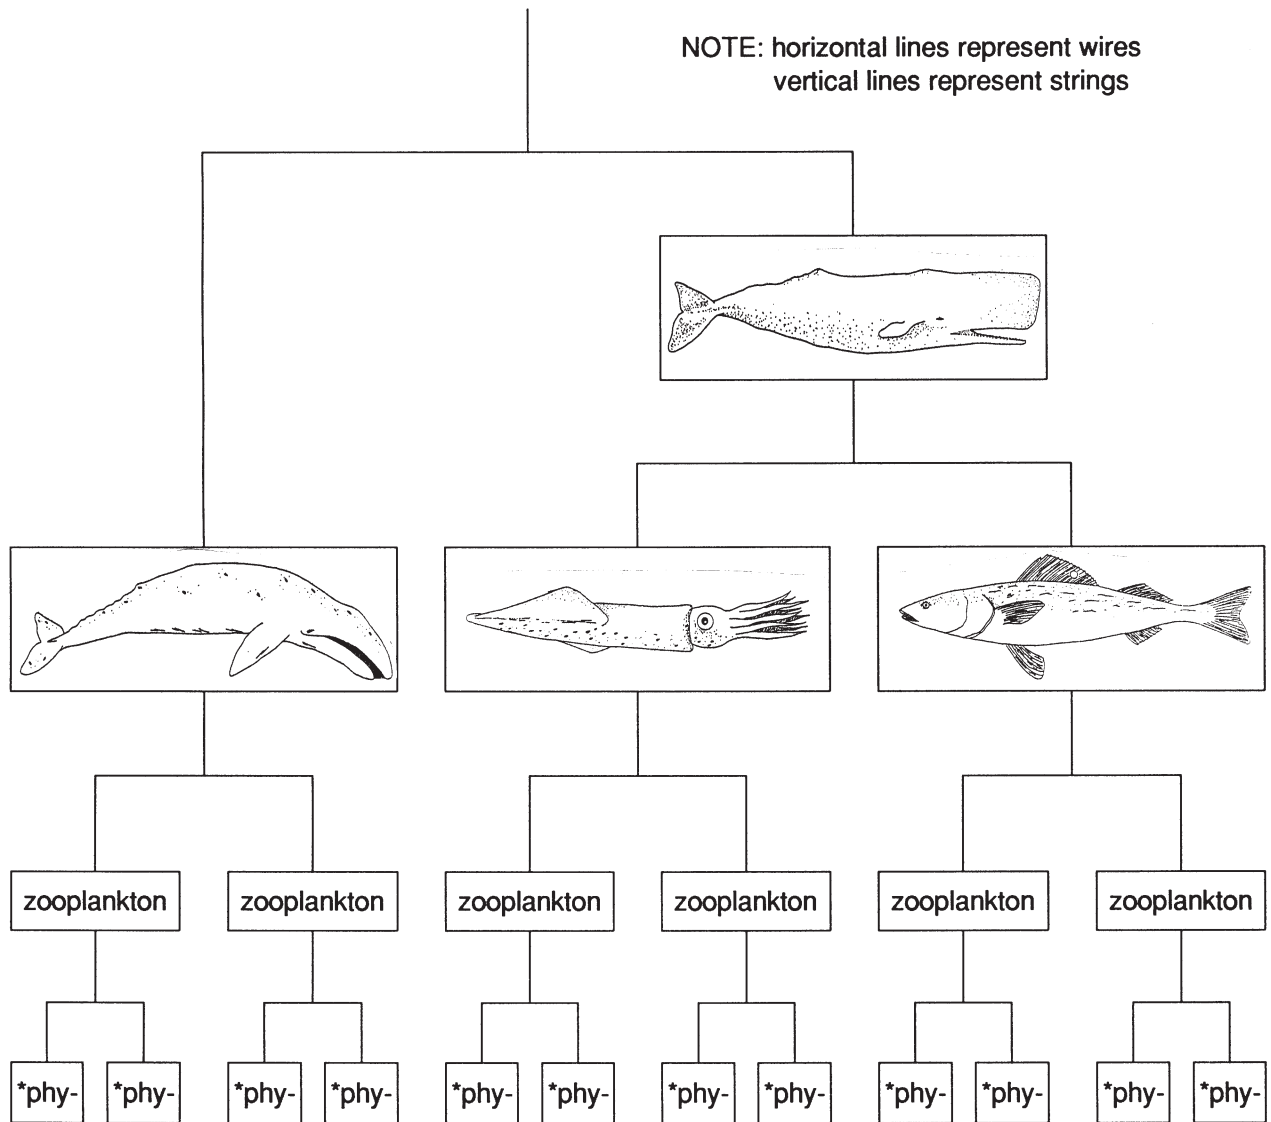 NOTE: horizontal lines represent wires
vertical lines represent strings
zooplankton zooplankton zooplankton zooplankton zooplankton zooplankton
*phy- *phy- *phy- *phy- *phy- *phy- *phy- *phy- *phy- *phy- *phy- *phy-